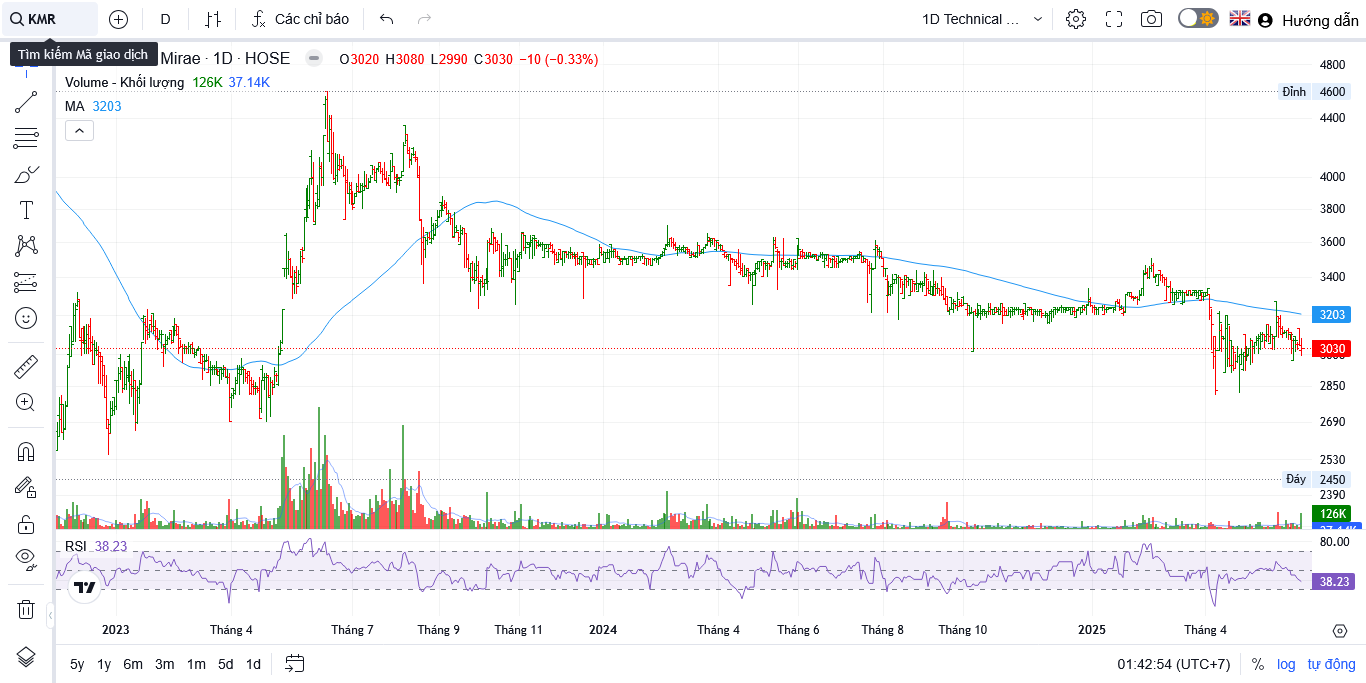 KMR D Các chỉ báo 1D Technical ... Hướng dẫn
Tìm kiếm Mã giao dịch Mirae · 1D · HOSE O3020 H3080 L2990 C3030 −10 (−0.33%)
Volume - Khối lượng 126K 37.14K
MA 3203
4800
Đỉnh 4600
4400
4000
3800
3600
3400
3203
3030
2850
2690
2530
Đáy 2450
2390
126K
37.14K
RSI 38.23
80.00
38.23
2023 Tháng 4 Tháng 7 Tháng 9 Tháng 11 2024 Tháng 4 Tháng 6 Tháng 8 Tháng 10 2025 Tháng 4
5y 1y 6m 3m 1m 5d 1d 01:42:54 (UTC+7) % log tự động